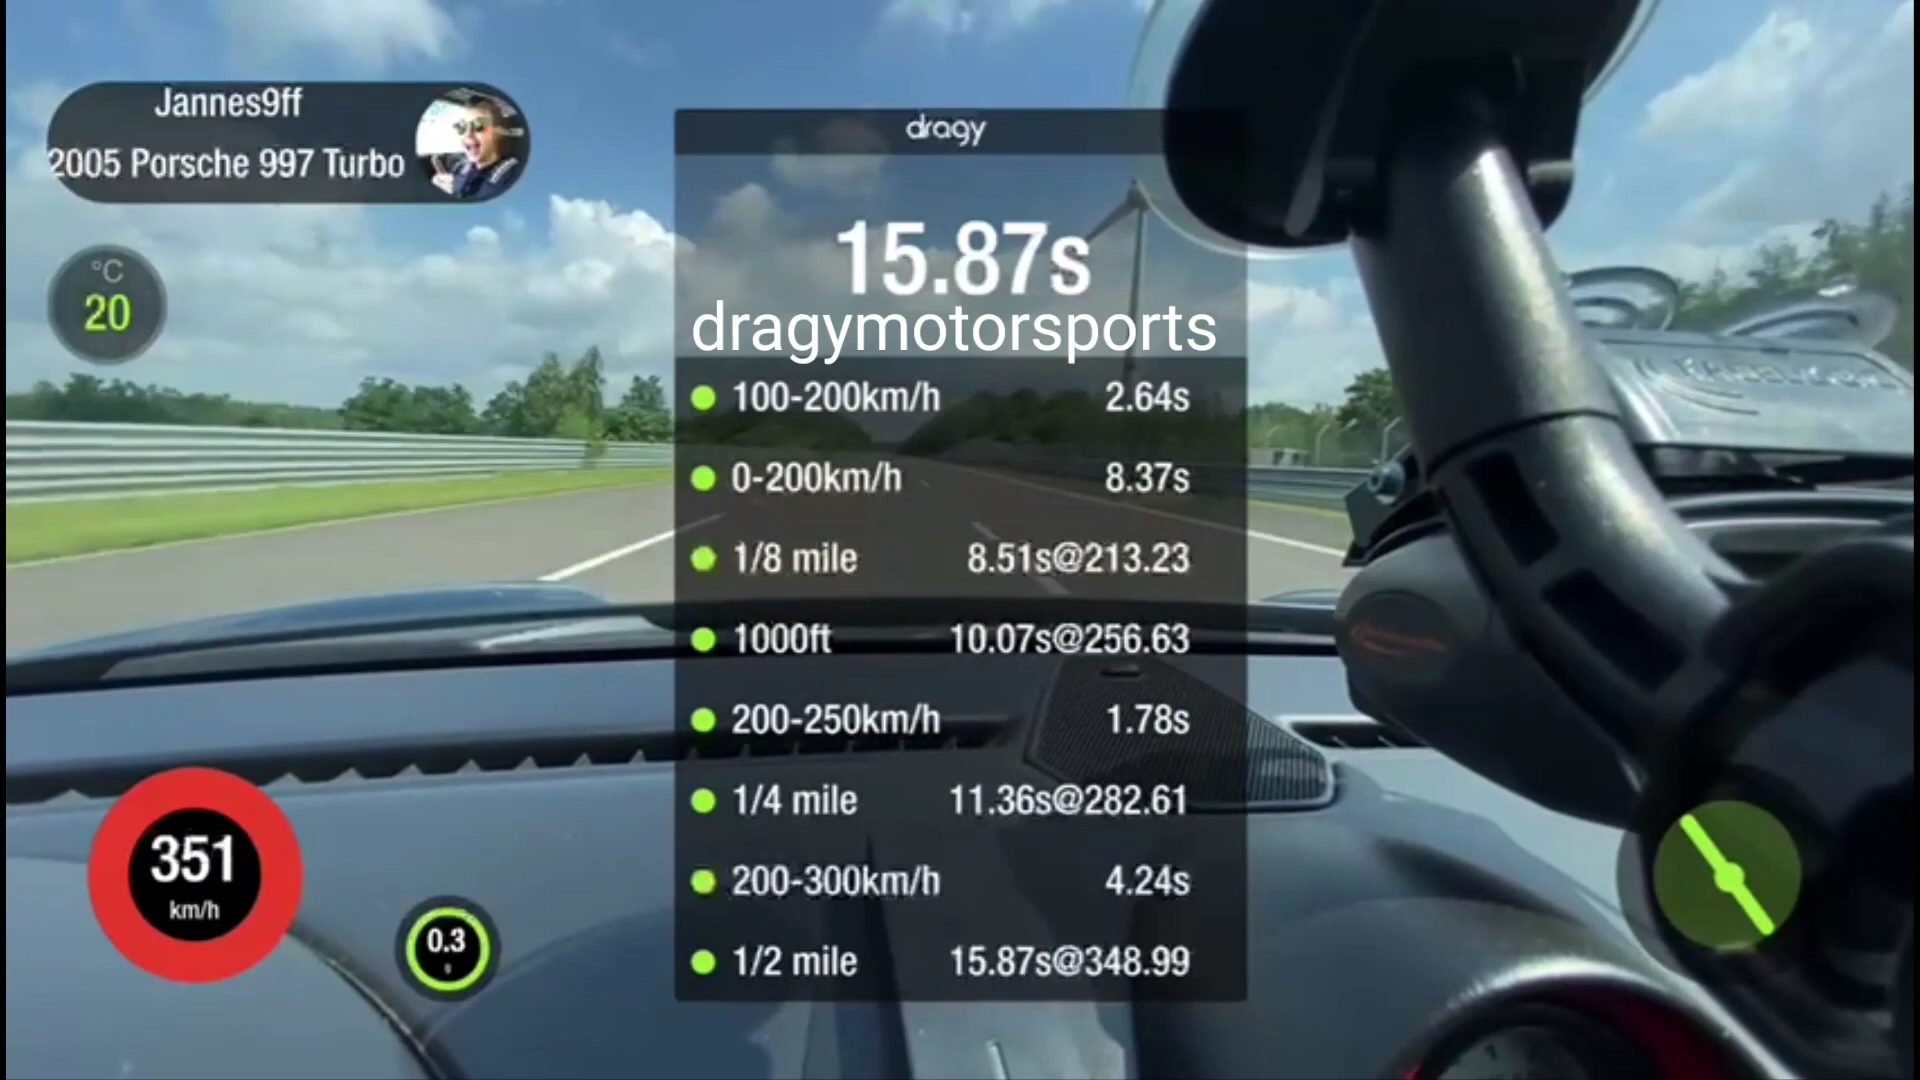 Jannes9ff
2005 Porsche 997 Turbo
°C
20
dragy
15.87s
dragymotorsports
100-200km/h 2.64s
0-200km/h 8.37s
1/8 mile 8.51s@213.23
1000ft 10.07s@256.63
200-250km/h 1.78s
1/4 mile 11.36s@282.61
200-300km/h 4.24s
1/2 mile 15.87s@348.99
351
km/h
0.3
g